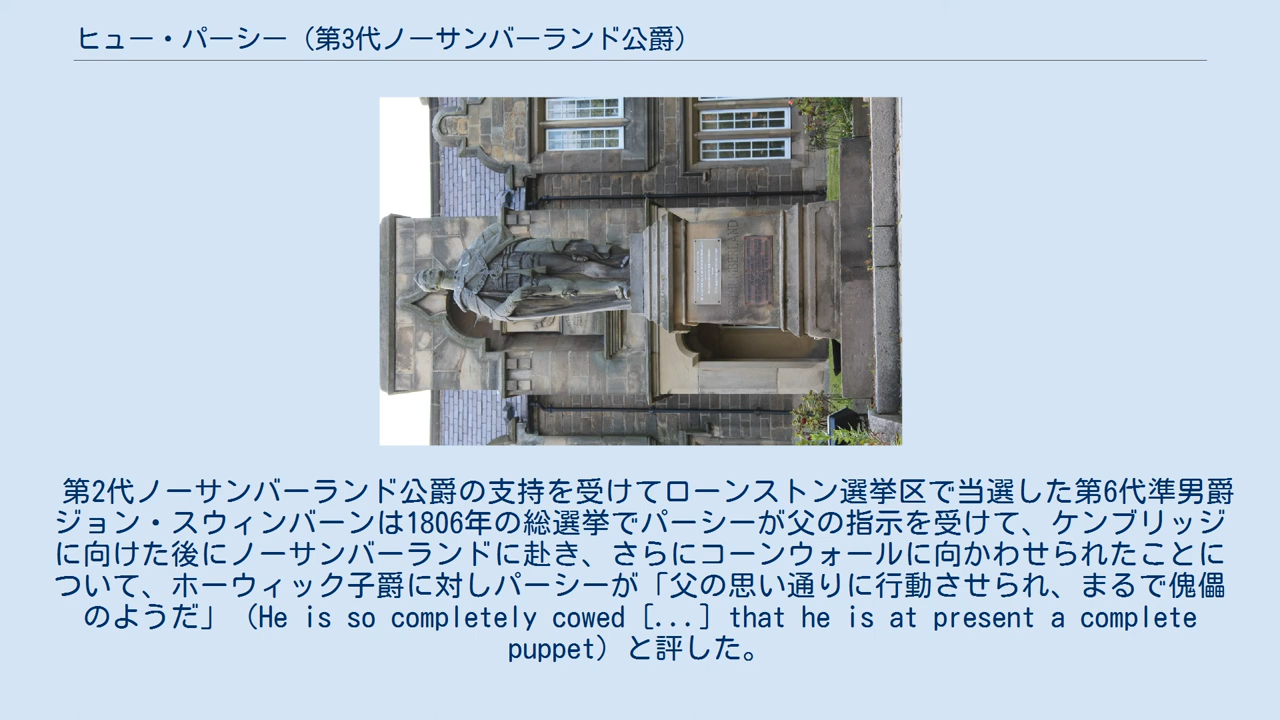 ヒュー・パーシー（第3代ノーサンバーランド公爵）
第2代ノーサンバーランド公爵の支持を受けてローンストン選挙区で当選した第6代準男爵
ジョン・スウィンバーンは1806年の総選挙でパーシーが父の指示を受けて、ケンブリッジ
に向けた後にノーサンバーランドに赴き、さらにコーンウォールに向かわせられたことに
ついて、ホーウィック子爵に対しパーシーが「父の思い通りに行動させられ、まるで傀儡
のようだ」（He is so completely cowed [...] that he is at present a complete
puppet）と評した。